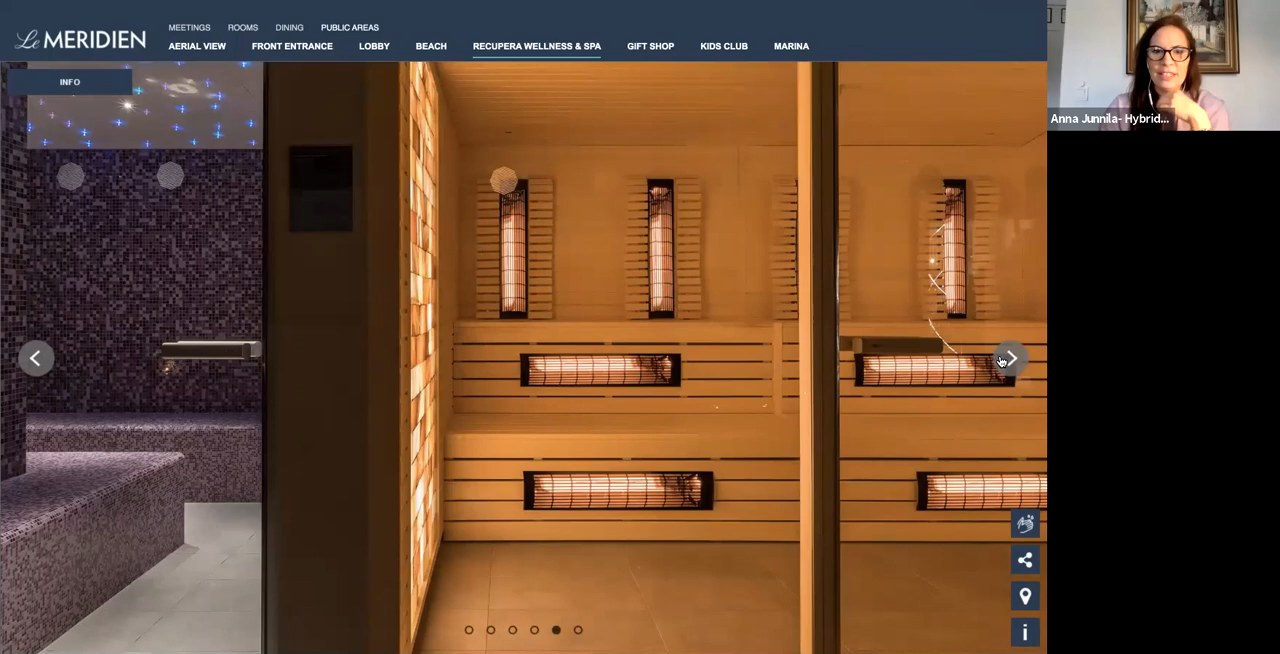 Le MERIDIEN
MEETINGS ROOMS DINING PUBLIC AREAS
AERIAL VIEW FRONT ENTRANCE LOBBY BEACH RECUPERA WELLNESS & SPA GIFT SHOP KIDS CLUB MARINA
INFO
Anna Junnila- Hybrid...
i